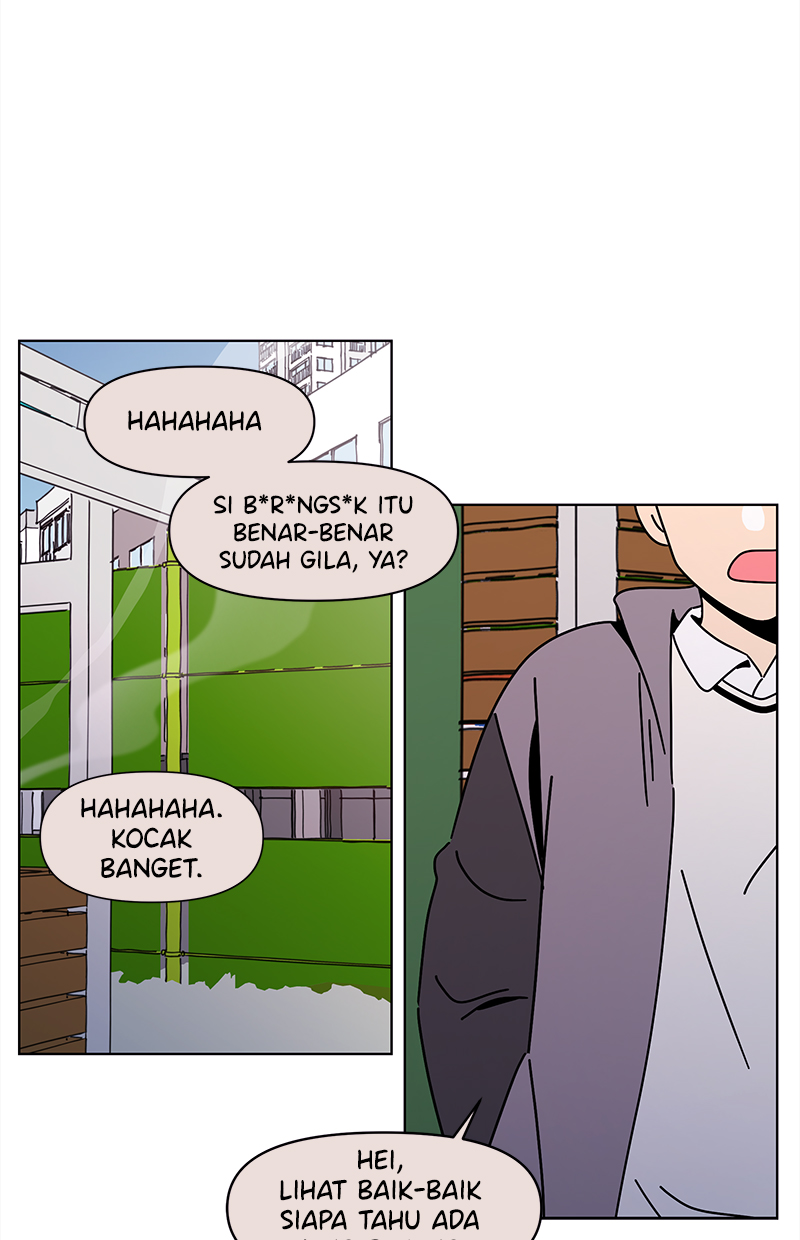 HAHAHAHA
SI B*R*NGS*K ITU
BENAR-BENAR
SUDAH GILA, YA?
HAHAHAHA.
KOCAK
BANGET.
HEI,
LIHAT BAIK-BAIK
SIAPA TAHU ADA